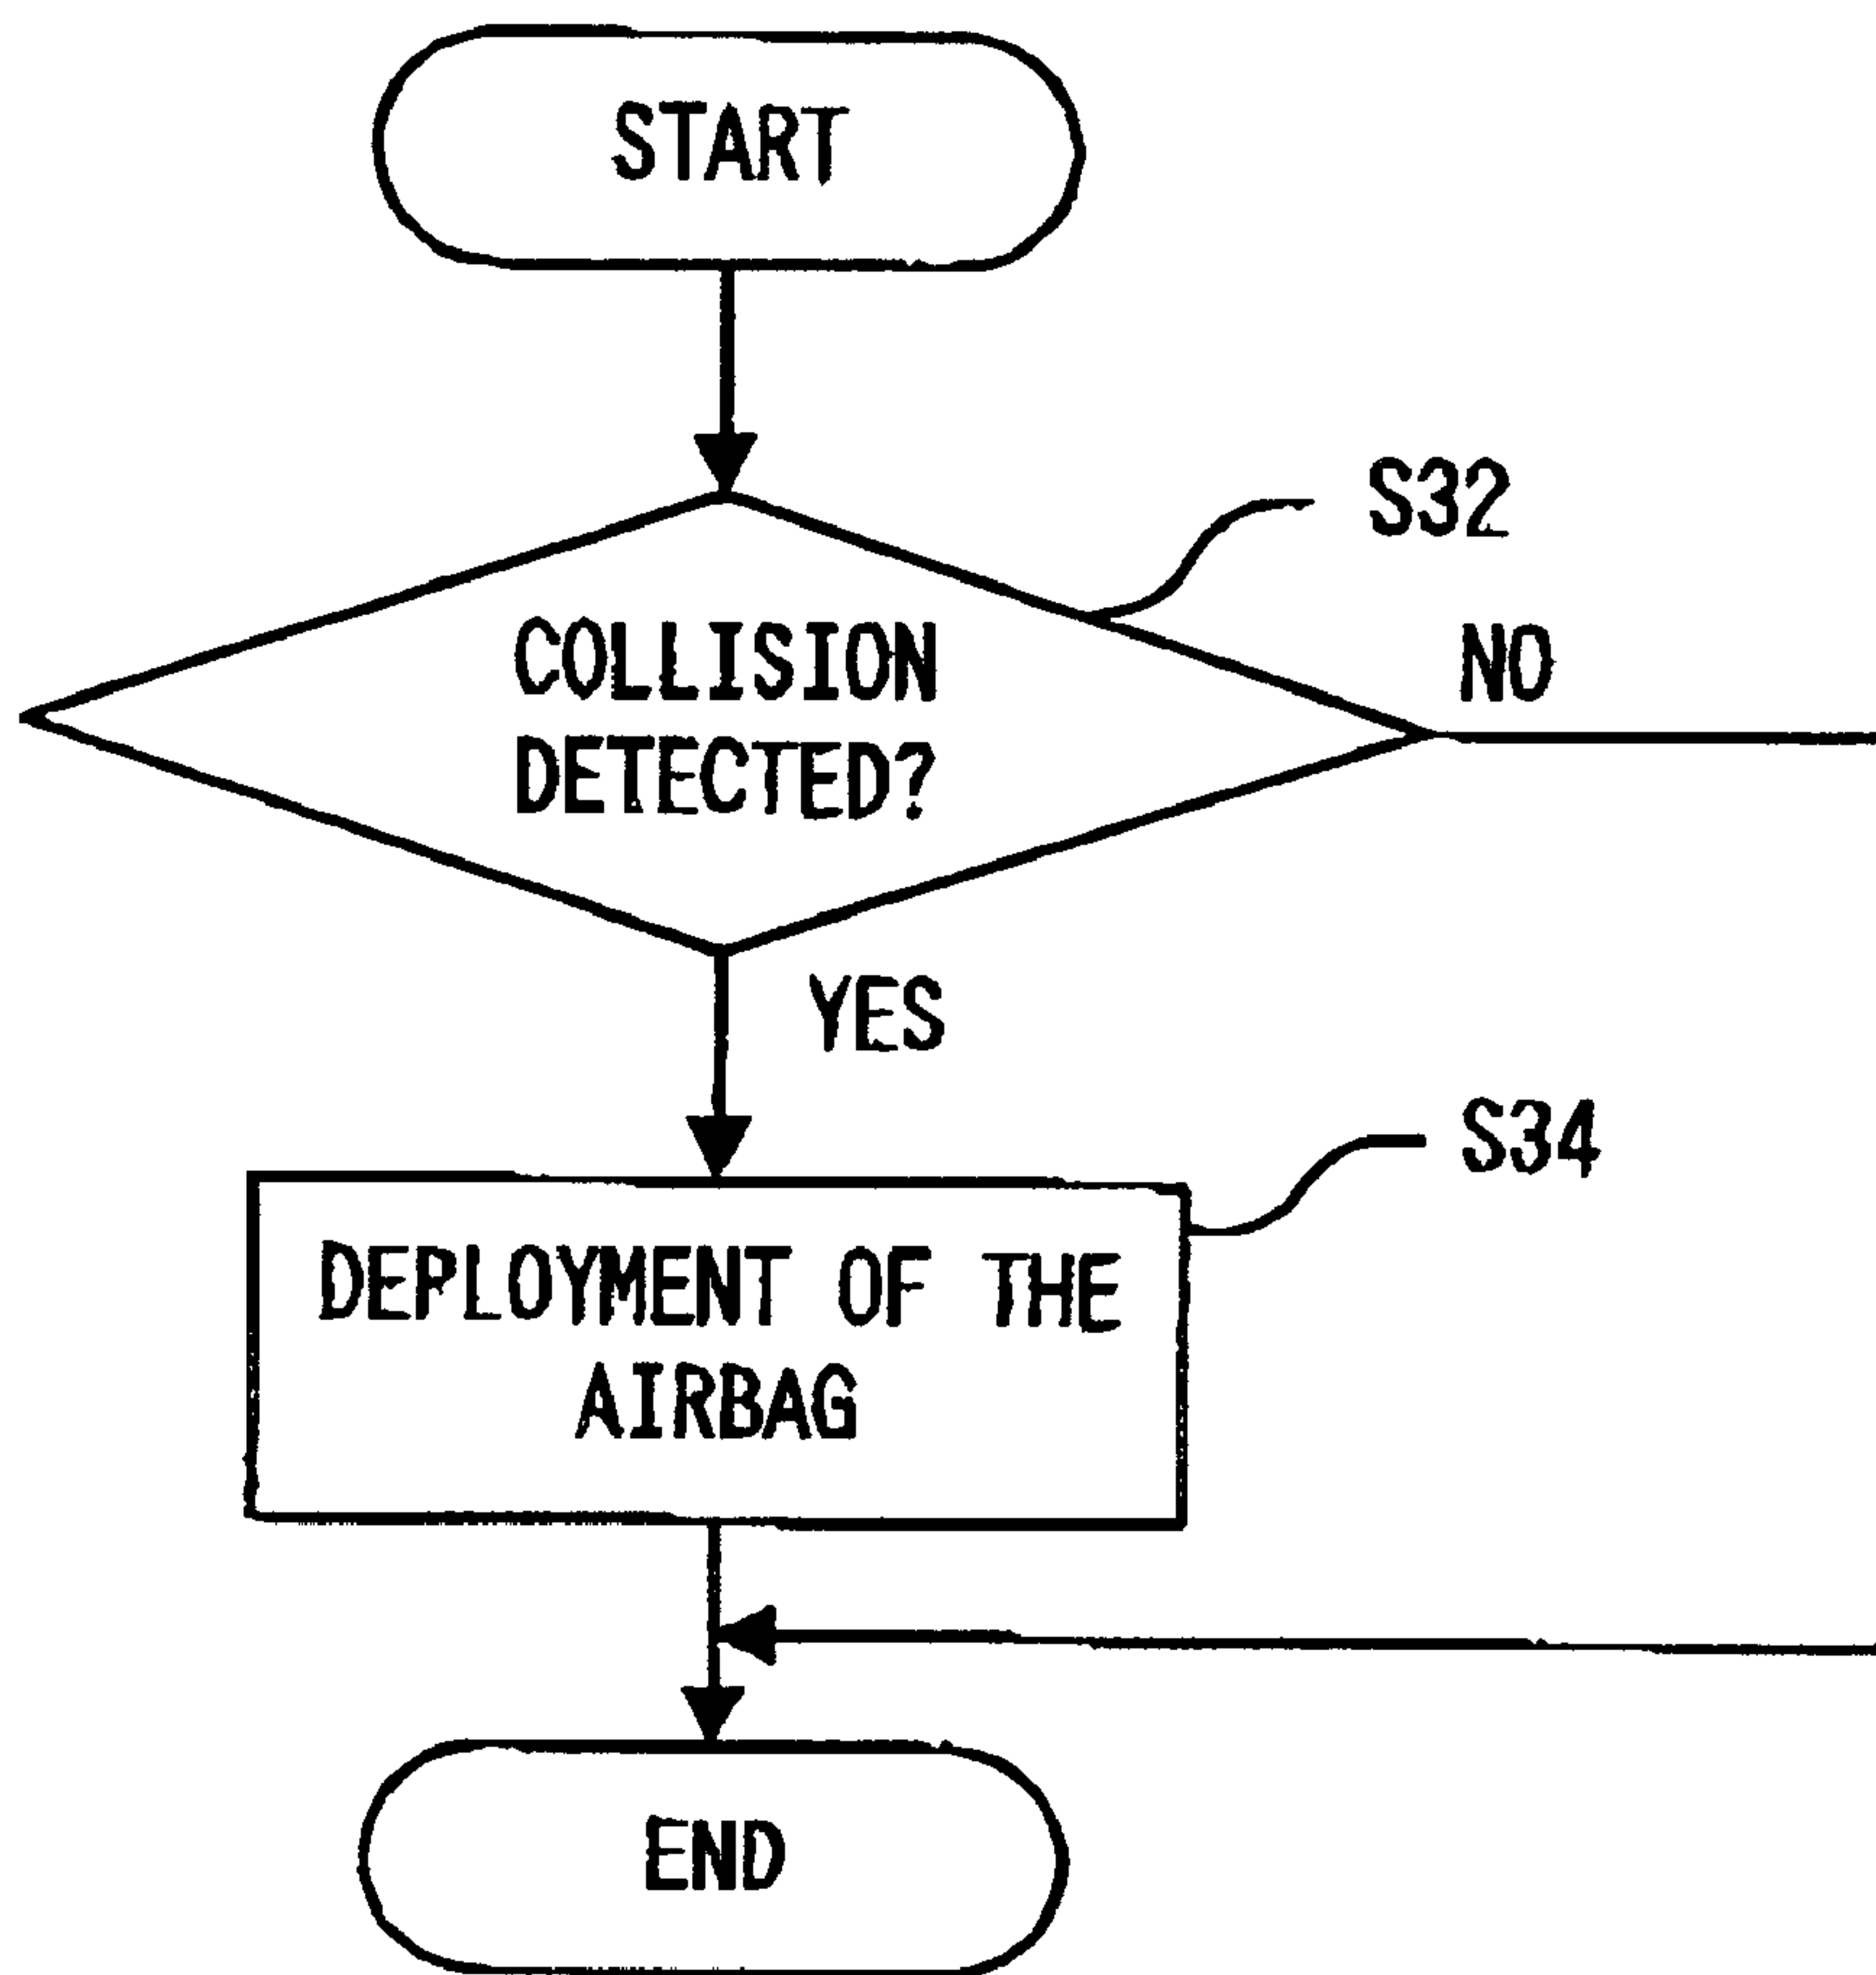 START
S32
COLLISION
DETECTED?
NO
YES
S34
DEPLOYMENT OF THE
AIRBAG
END